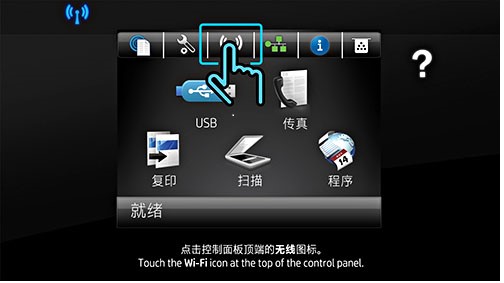 ?
USB
传真
复印
扫描
14
程序
就绪
点击控制面板顶端的无线图标。
Touch the Wi-Fi icon at the top of the control panel.